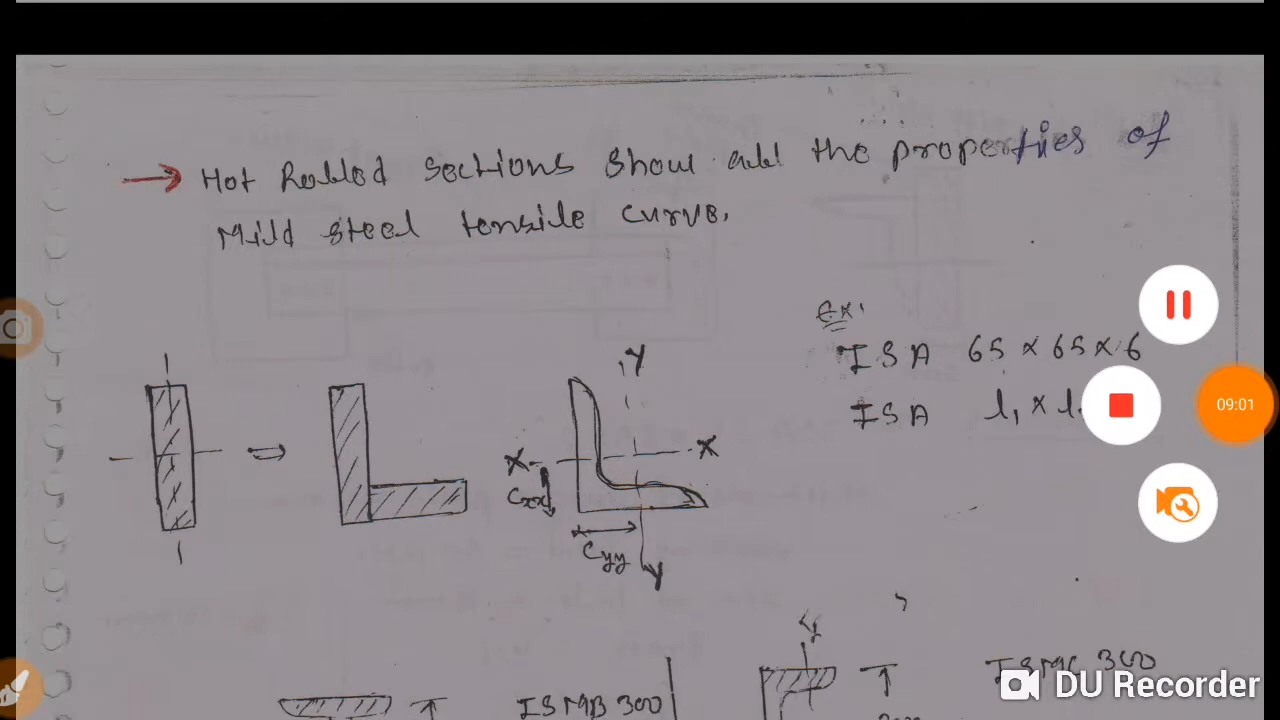 → Hot Rolled Sections Show all the properties of
Mild steel tensile curve.
Ex:
ISA 65 × 65 × 6
ISA l₁ ×
Y
X
X
Cxx
Cyy
Y
y
ISMB 300
ISMC 300
09:01
DU Recorder